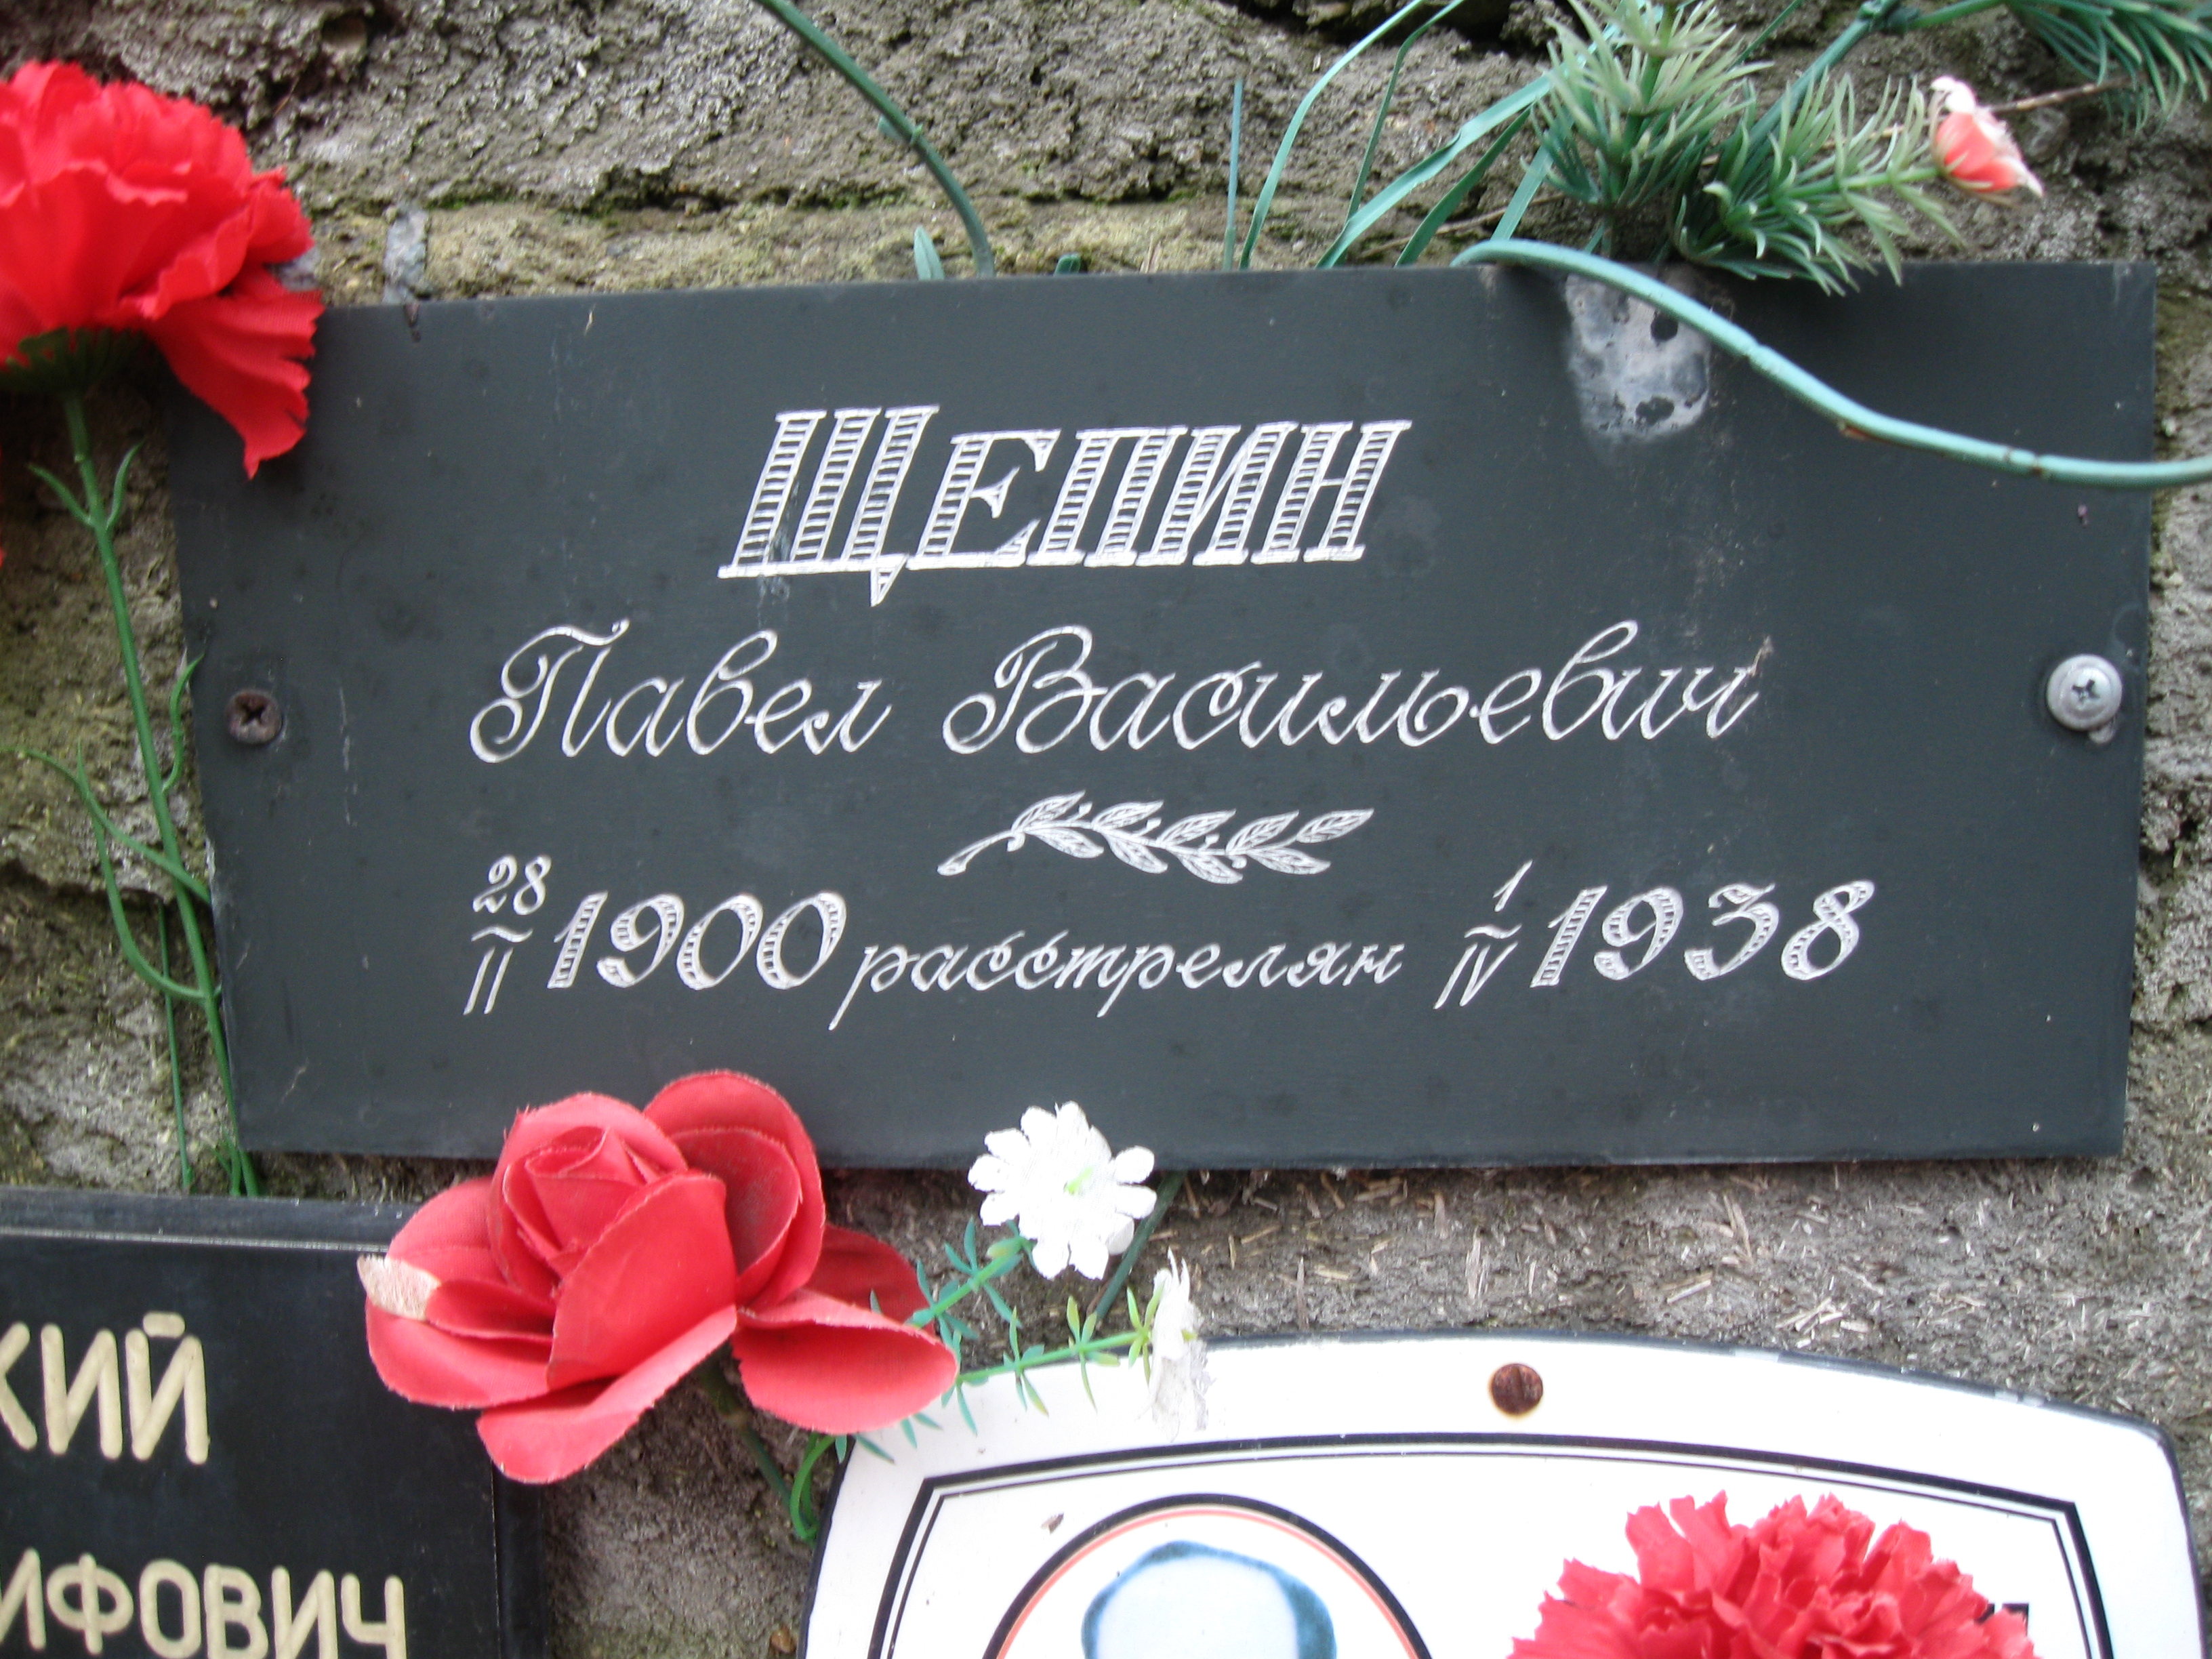 ЩЕПИН
Павел Васильевич
28/II 1900 расстрелян 1/IV 1938
КИЙ
ИФОВИЧ